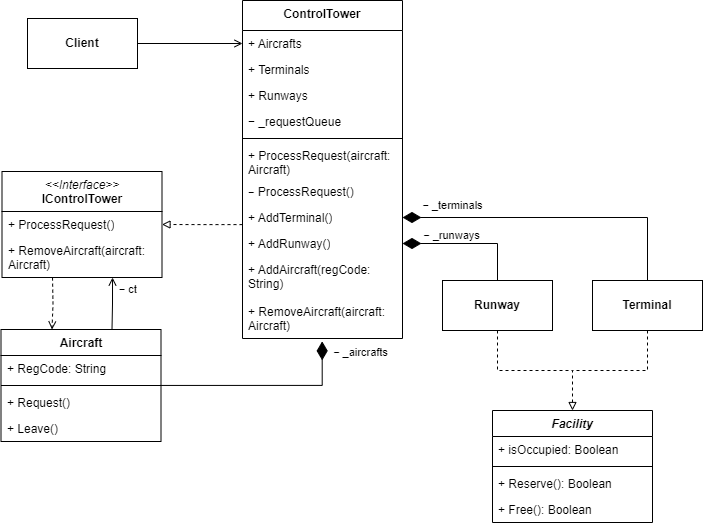 Client
ControlTower
+ Aircrafts
+ Terminals
+ Runways
− _requestQueue
+ ProcessRequest(aircraft:
Aircraft)
− ProcessRequest()
+ AddTerminal()
+ AddRunway()
+ AddAircraft(regCode:
String)
+ RemoveAircraft(aircraft:
Aircraft)
<<Interface>>
IControlTower
+ ProcessRequest()
+ RemoveAircraft(aircraft:
Aircraft)
− ct
Aircraft
+ RegCode: String
+ Request()
+ Leave()
− _aircrafts
− _terminals
− _runways
Runway
Terminal
Facility
+ isOccupied: Boolean
+ Reserve(): Boolean
+ Free(): Boolean